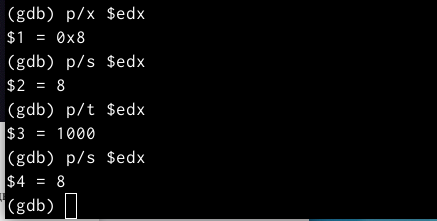 (gdb) p/x $edx
$1 = 0x8
(gdb) p/s $edx
$2 = 8
(gdb) p/t $edx
$3 = 1000
(gdb) p/s $edx
$4 = 8
(gdb)